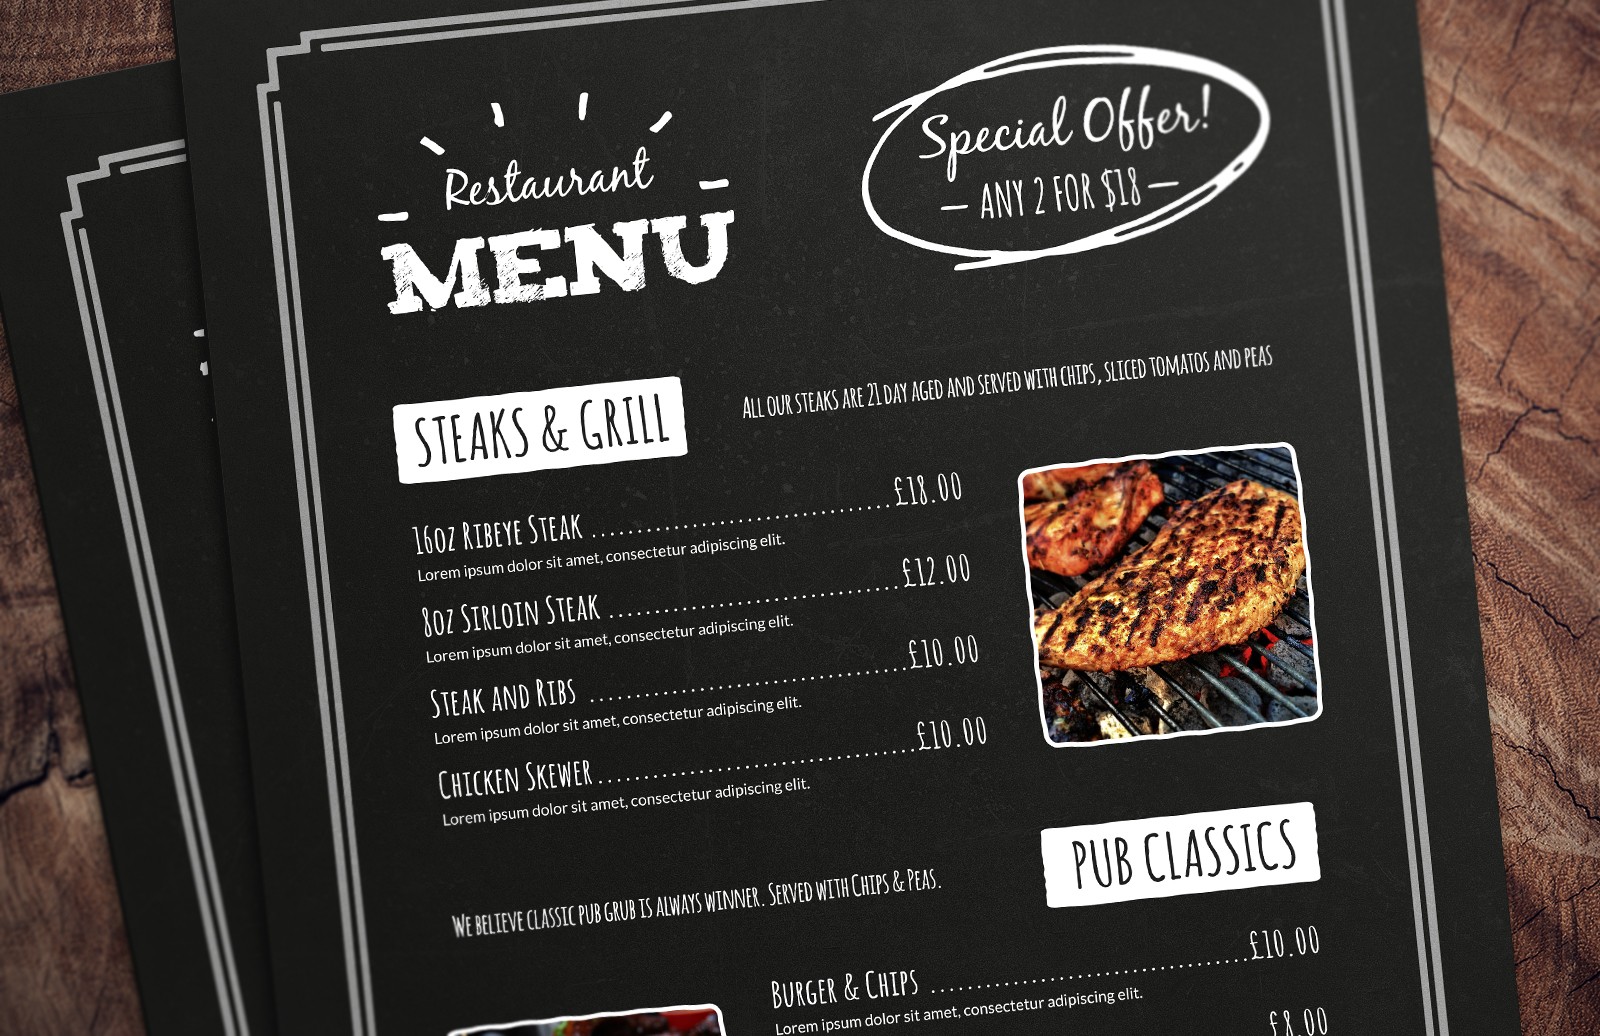 Restaurant
MENU
Special Offer!
— ANY 2 FOR $18 —
STEAKS & GRILL
ALL OUR STEAKS ARE 21 DAY AGED AND SERVED WITH CHIPS, SLICED TOMATOS AND PEAS
16OZ RIBEYE STEAK ........................................ £18.00
Lorem ipsum dolor sit amet, consectetur adipiscing elit.
8OZ SIRLOIN STEAK ........................................ £12.00
Lorem ipsum dolor sit amet, consectetur adipiscing elit.
STEAK AND RIBS ........................................... £10.00
Lorem ipsum dolor sit amet, consectetur adipiscing elit.
CHICKEN SKEWER ........................................... £10.00
Lorem ipsum dolor sit amet, consectetur adipiscing elit.
PUB CLASSICS
WE BELIEVE CLASSIC PUB GRUB IS ALWAYS WINNER. SERVED WITH CHIPS & PEAS.
BURGER & CHIPS ........................................... £10.00
Lorem ipsum dolor sit amet, consectetur adipiscing elit.
£8.00